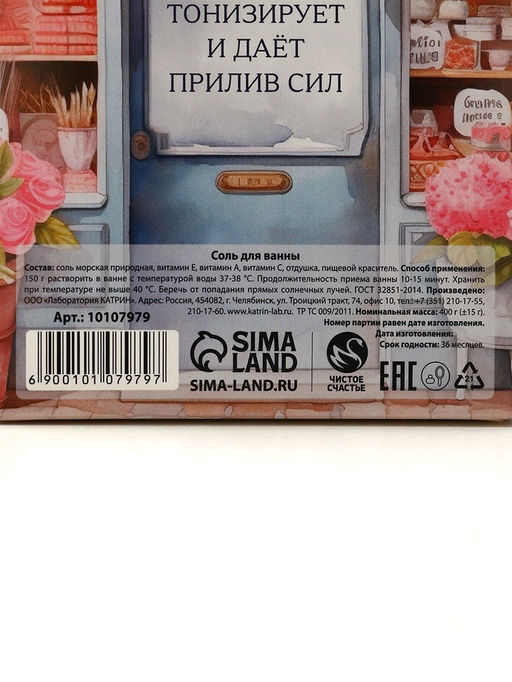 ТОНИЗИРУЕТ
И ДАЁТ
ПРИЛИВ СИЛ
Соль для ванны
Состав: соль морская природная, витамин Е, витамин А, витамин С, отдушка, пищевой краситель. Способ применения:
150 г растворить в ванне с температурой воды 37-38 °С. Продолжительность приема ванны 10-15 минут. Хранить
при температуре не выше 40 °С. Беречь от попадания прямых солнечных лучей. ГОСТ 32851-2014. Произведено:
ООО «Лаборатория КАТРИН». Адрес: Россия, 454082, г. Челябинск, ул. Троицкий тракт, 74, офис 10, тел.: +7 (351) 210-17-55,
210-17-60. www.katrin-lab.ru. ТР ТС 009/2011. Номинальная масса: 400 г (±15 г).
Номер партии равен дате изготовления.
Дата изготовления:
Срок годности: 36 месяцев.
Арт.: 10107979
6 900101 079797
SIMA
LAND
SIMA-LAND.RU
ЧИСТОЕ
СЧАСТЬЕ
EAC
21